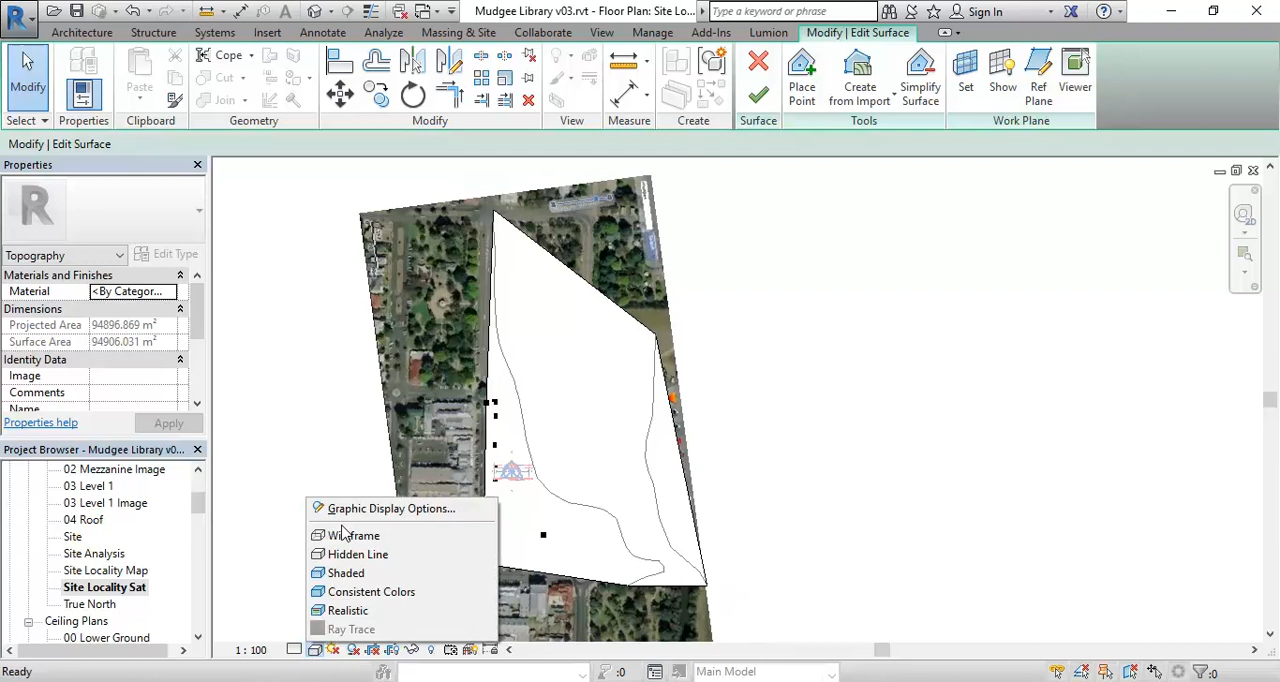 Mudgee Library v03.rvt - Floor Plan: Site Lo...
Type a keyword or phrase
Sign In
Architecture Structure Systems Insert Annotate Analyze Massing & Site Collaborate View Manage Add-Ins Lumion Modify | Edit Surface
Modify
Paste
Cope
Cut
Join
Place Point
Create from Import
Simplify Surface
Set
Show
Ref Plane
Viewer
Select
Properties
Clipboard
Geometry
Modify
View
Measure
Create
Surface
Tools
Work Plane
Modify | Edit Surface
Properties
R
Topography
Edit Type
Materials and Finishes
Material <By Categor...
Dimensions
Projected Area 94896.869 m²
Surface Area 94906.031 m²
Identity Data
Image
Comments
Name
Properties help
Apply
Project Browser - Mudgee Library v0...
02 Mezzanine Image
03 Level 1
03 Level 1 Image
04 Roof
Site
Site Analysis
Site Locality Map
Site Locality Sat
True North
Ceiling Plans
00 Lower Ground
Graphic Display Options...
Wireframe
Hidden Line
Shaded
Consistent Colors
Realistic
Ray Trace
2D
1 : 100
Ready
:0
Main Model
:0